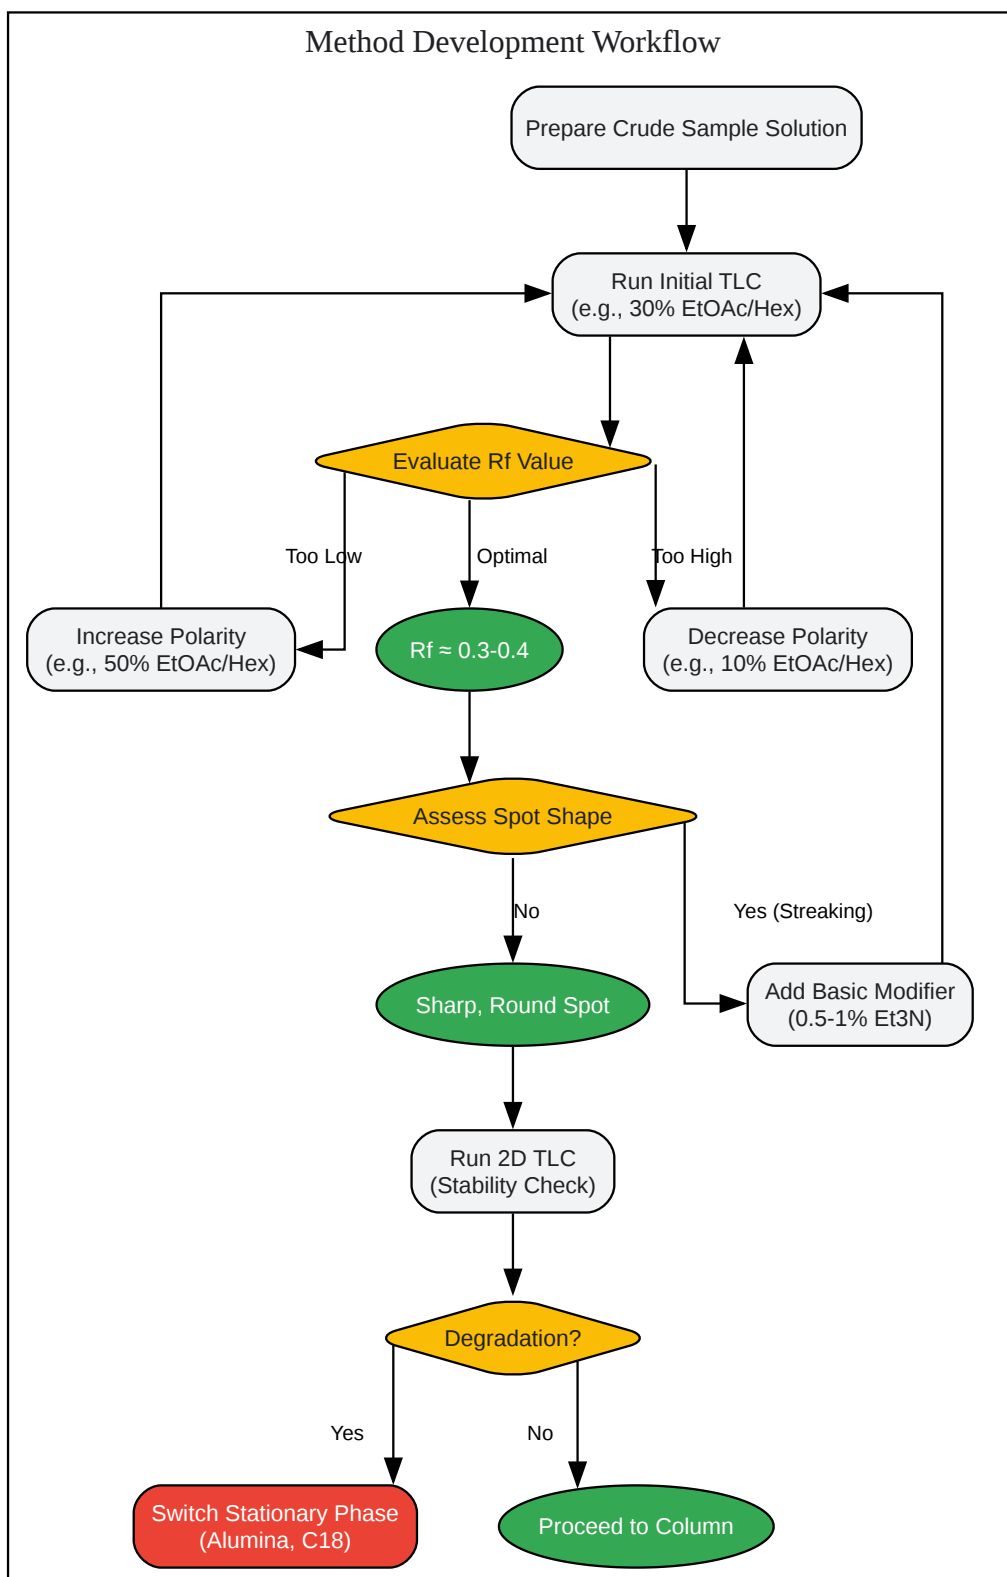 Method Development Workflow
Prepare Crude Sample Solution
Run Initial TLC
(e.g., 30% EtOAc/Hex)
Evaluate Rf Value
Too Low
Optimal
Too High
Increase Polarity
(e.g., 50% EtOAc/Hex)
Rf ≈ 0.3-0.4
Decrease Polarity
(e.g., 10% EtOAc/Hex)
Assess Spot Shape
No
Yes (Streaking)
Sharp, Round Spot
Add Basic Modifier
(0.5-1% Et3N)
Run 2D TLC
(Stability Check)
Degradation?
Yes
No
Switch Stationary Phase
(Alumina, C18)
Proceed to Column